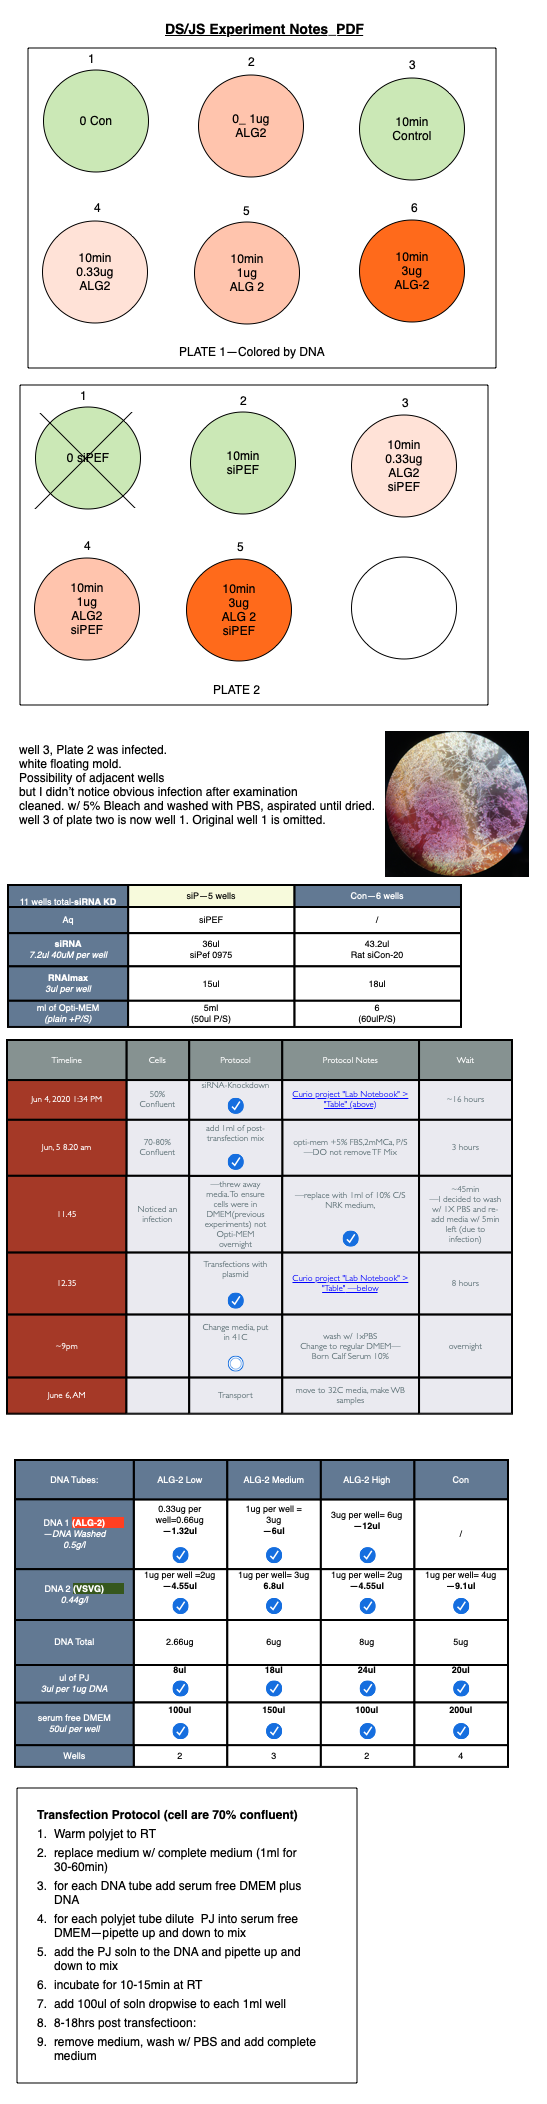 DS/JS Experiment Notes_PDF
1
2
3
0 Con
0_ 1ug
ALG2
10min
Control
4
5
6
10min
0.33ug
ALG2
10min
1ug
ALG 2
10min
3ug
ALG-2
PLATE 1—Colored by DNA
1
2
3
0 siPEF
10min
siPEF
10min
0.33ug
ALG2
siPEF
4
5
10min
1ug
ALG2
siPEF
10min
3ug
ALG 2
siPEF
PLATE 2
well 3, Plate 2 was infected.
white floating mold.
Possibility of adjacent wells
but I didn't notice obvious infection after examination
cleaned. w/ 5% Bleach and washed with PBS, aspirated until dried.
well 3 of plate two is now well 1. Original well 1 is omitted.
11 wells total-siRNA KD
siP—5 wells
Con—6 wells
Aq
siPEF
/
siRNA
7.2ul 40uM per well
36ul
siPef 0975
43.2ul
Rat siCon-20
RNAImax
3ul per well
15ul
18ul
ml of Opti-MEM
(plain +P/S)
5ml
(50ul P/S)
6
(60ulP/S)
Timeline
Cells
Protocol
Protocol Notes
Wait
Jun 4, 2020 1:34 PM
50%
Confluent
siRNA-Knockdown
Curio project "Lab Notebook" >
"Table" (above)
~16 hours
Jun, 5 8.20 am
70-80%
Confluent
add 1ml of post-
transfection mix
opti-mem +5% FBS,2mMCa, P/S
—DO not remove TF Mix
3 hours
11.45
Noticed an
infection
—threw away
media. To ensure
cells were in
DMEM(previous
experiments) not
Opti-MEM
overnight
—replace with 1ml of 10% C/S
NRK medium,
~45min
—I decided to wash
w/ 1X PBS and re-
add media w/ 5min
left (due to
infection)
12.35
Transfections with
plasmid
Curio project "Lab Notebook" >
"Table" —below
8 hours
~9pm
Change media, put
in 41C
wash w/ 1xPBS
Change to regular DMEM—
Born Calf Serum 10%
overnight
June 6, AM
Transport
move to 32C media, make WB
samples
DNA Tubes:
ALG-2 Low
ALG-2 Medium
ALG-2 High
Con
DNA 1 (ALG-2)
—DNA Washed
0.5g/l
0.33ug per
well=0.66ug
—1.32ul
1ug per well =
3ug
—6ul
3ug per well= 6ug
—12ul
/
DNA 2 (VSVG)
0.44g/l
1ug per well =2ug
—4.55ul
1ug per well= 3ug
6.8ul
1ug per well= 2ug
—4.55ul
1ug per well= 4ug
—9.1ul
DNA Total
2.66ug
6ug
8ug
5ug
ul of PJ
3ul per 1ug DNA
8ul
18ul
24ul
20ul
serum free DMEM
50ul per well
100ul
150ul
100ul
200ul
Wells
2
3
2
4
Transfection Protocol (cell are 70% confluent)
1. Warm polyjet to RT
2. replace medium w/ complete medium (1ml for
30-60min)
3. for each DNA tube add serum free DMEM plus
DNA
4. for each polyjet tube dilute PJ into serum free
DMEM—pipette up and down to mix
5. add the PJ soln to the DNA and pipette up and
down to mix
6. incubate for 10-15min at RT
7. add 100ul of soln dropwise to each 1ml well
8. 8-18hrs post transfectioon:
9. remove medium, wash w/ PBS and add complete
medium